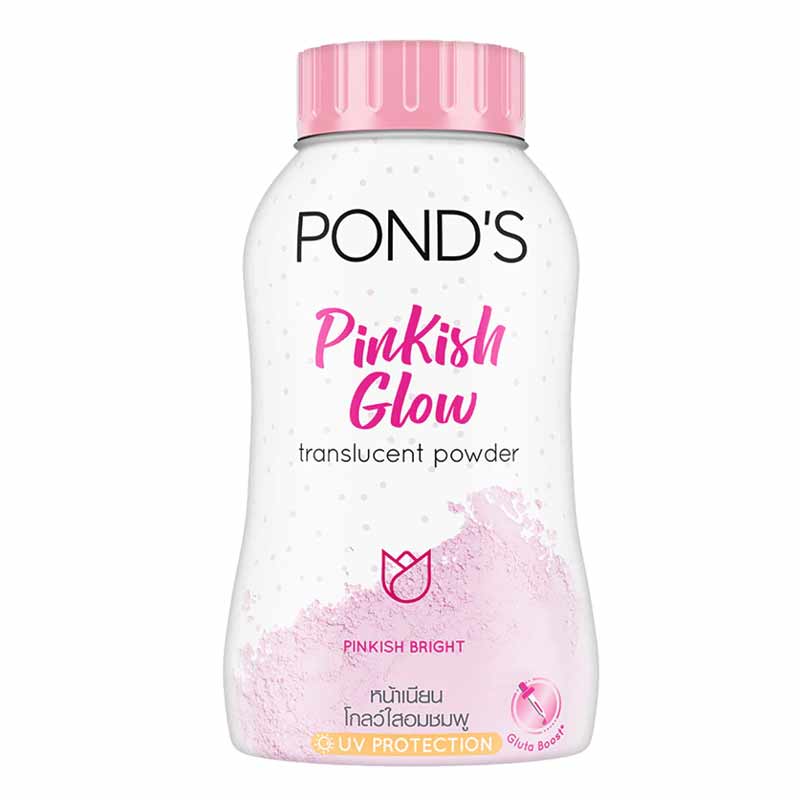 POND'S
Pinkish
Glow
translucent powder
PINKISH BRIGHT
หน้าเนียน
โกลว์ใสอมชมพู
UV PROTECTION
Gluta Boost*